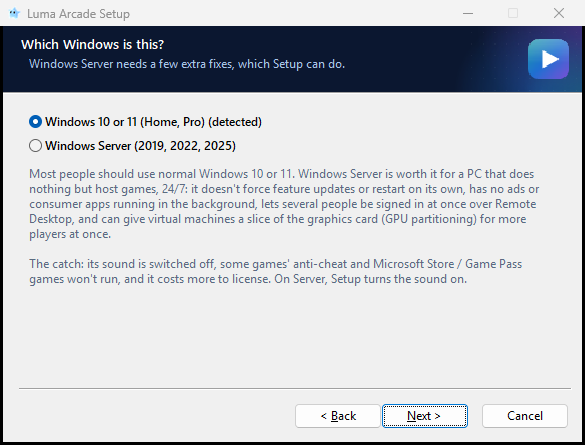 Luma Arcade Setup
Which Windows is this?
Windows Server needs a few extra fixes, which Setup can do.
Windows 10 or 11 (Home, Pro) (detected)
Windows Server (2019, 2022, 2025)
Most people should use normal Windows 10 or 11. Windows Server is worth it for a PC that does
nothing but host games, 24/7: it doesn't force feature updates or restart on its own, has no ads or
consumer apps running in the background, lets several people be signed in at once over Remote
Desktop, and can give virtual machines a slice of the graphics card (GPU partitioning) for more
players at once.
The catch: its sound is switched off, some games' anti-cheat and Microsoft Store / Game Pass
games won't run, and it costs more to license. On Server, Setup turns the sound on.
< Back
Next >
Cancel